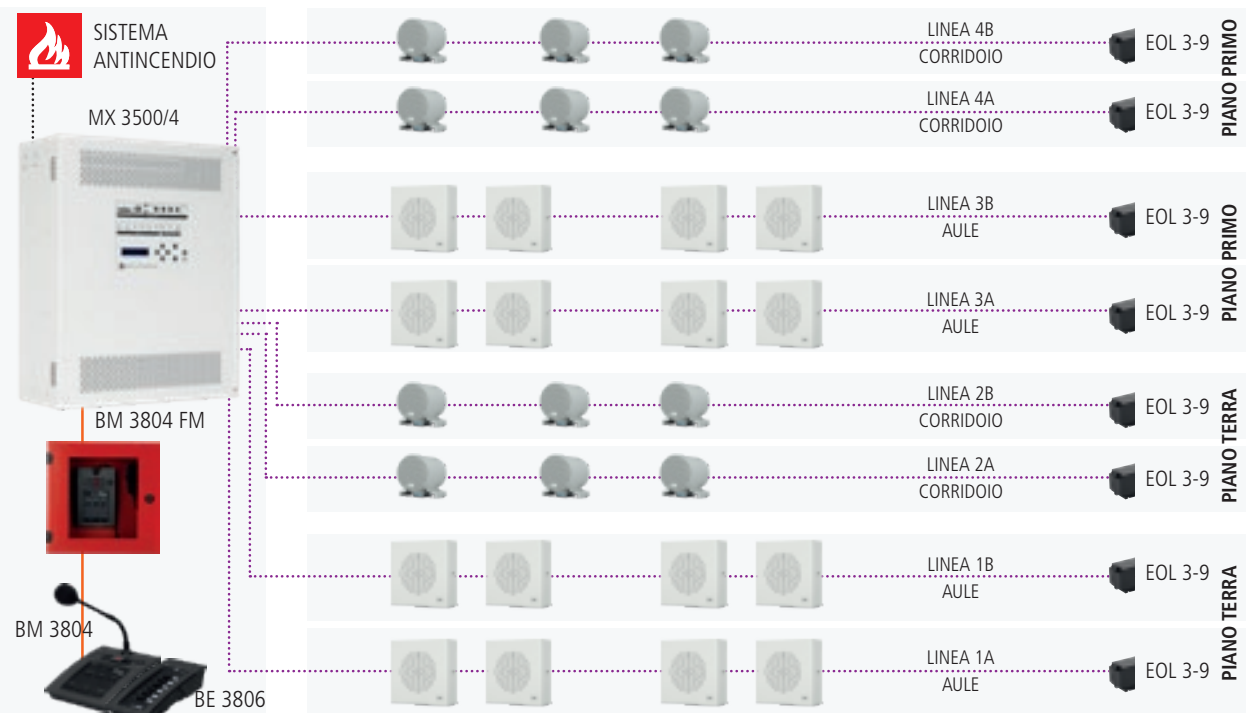 SISTEMA
ANTINCENDIO
MX 3500/4
BM 3804 FM
BM 3804
BE 3806
LINEA 4B
CORRIDOIO
EOL 3-9
LINEA 4A
CORRIDOIO
EOL 3-9
PIANO PRIMO
LINEA 3B
AULE
EOL 3-9
LINEA 3A
AULE
EOL 3-9
PIANO PRIMO
LINEA 2B
CORRIDOIO
EOL 3-9
LINEA 2A
CORRIDOIO
EOL 3-9
PIANO TERRA
LINEA 1B
AULE
EOL 3-9
LINEA 1A
AULE
EOL 3-9
PIANO TERRA